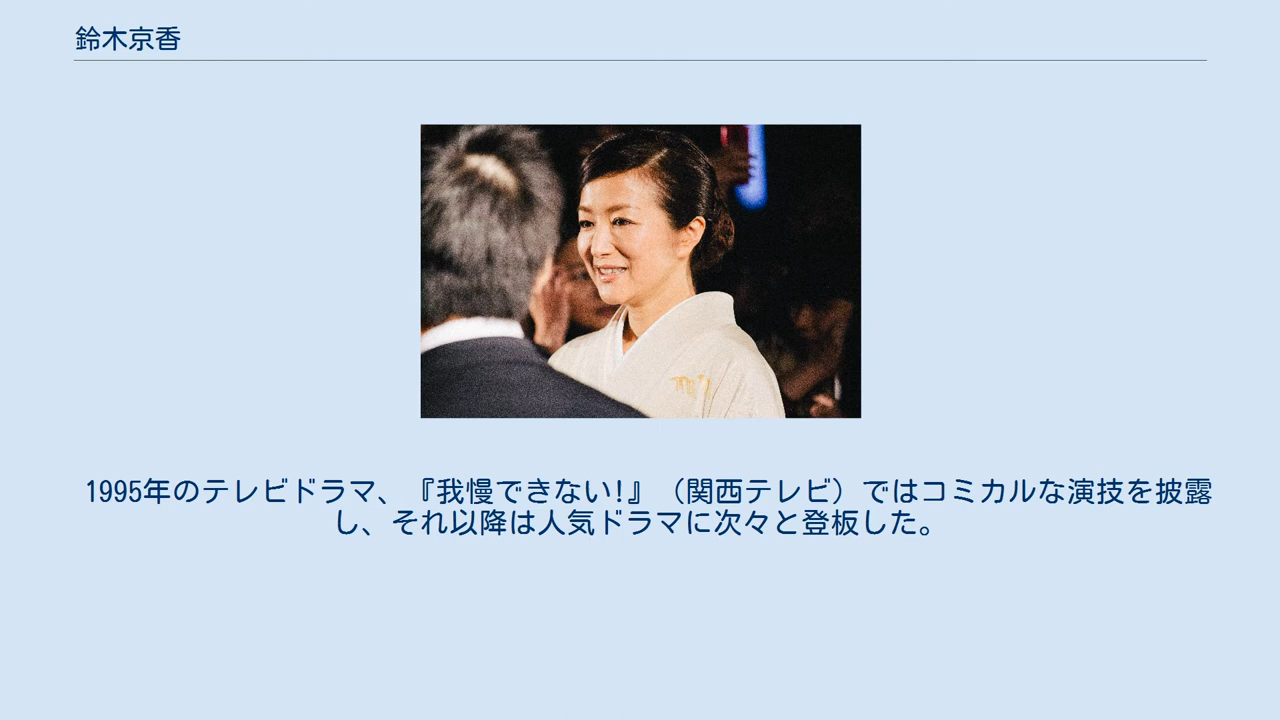 鈴木京香
1995年のテレビドラマ、『我慢できない!』（関西テレビ）ではコミカルな演技を披露
し、それ以降は人気ドラマに次々と登板した。